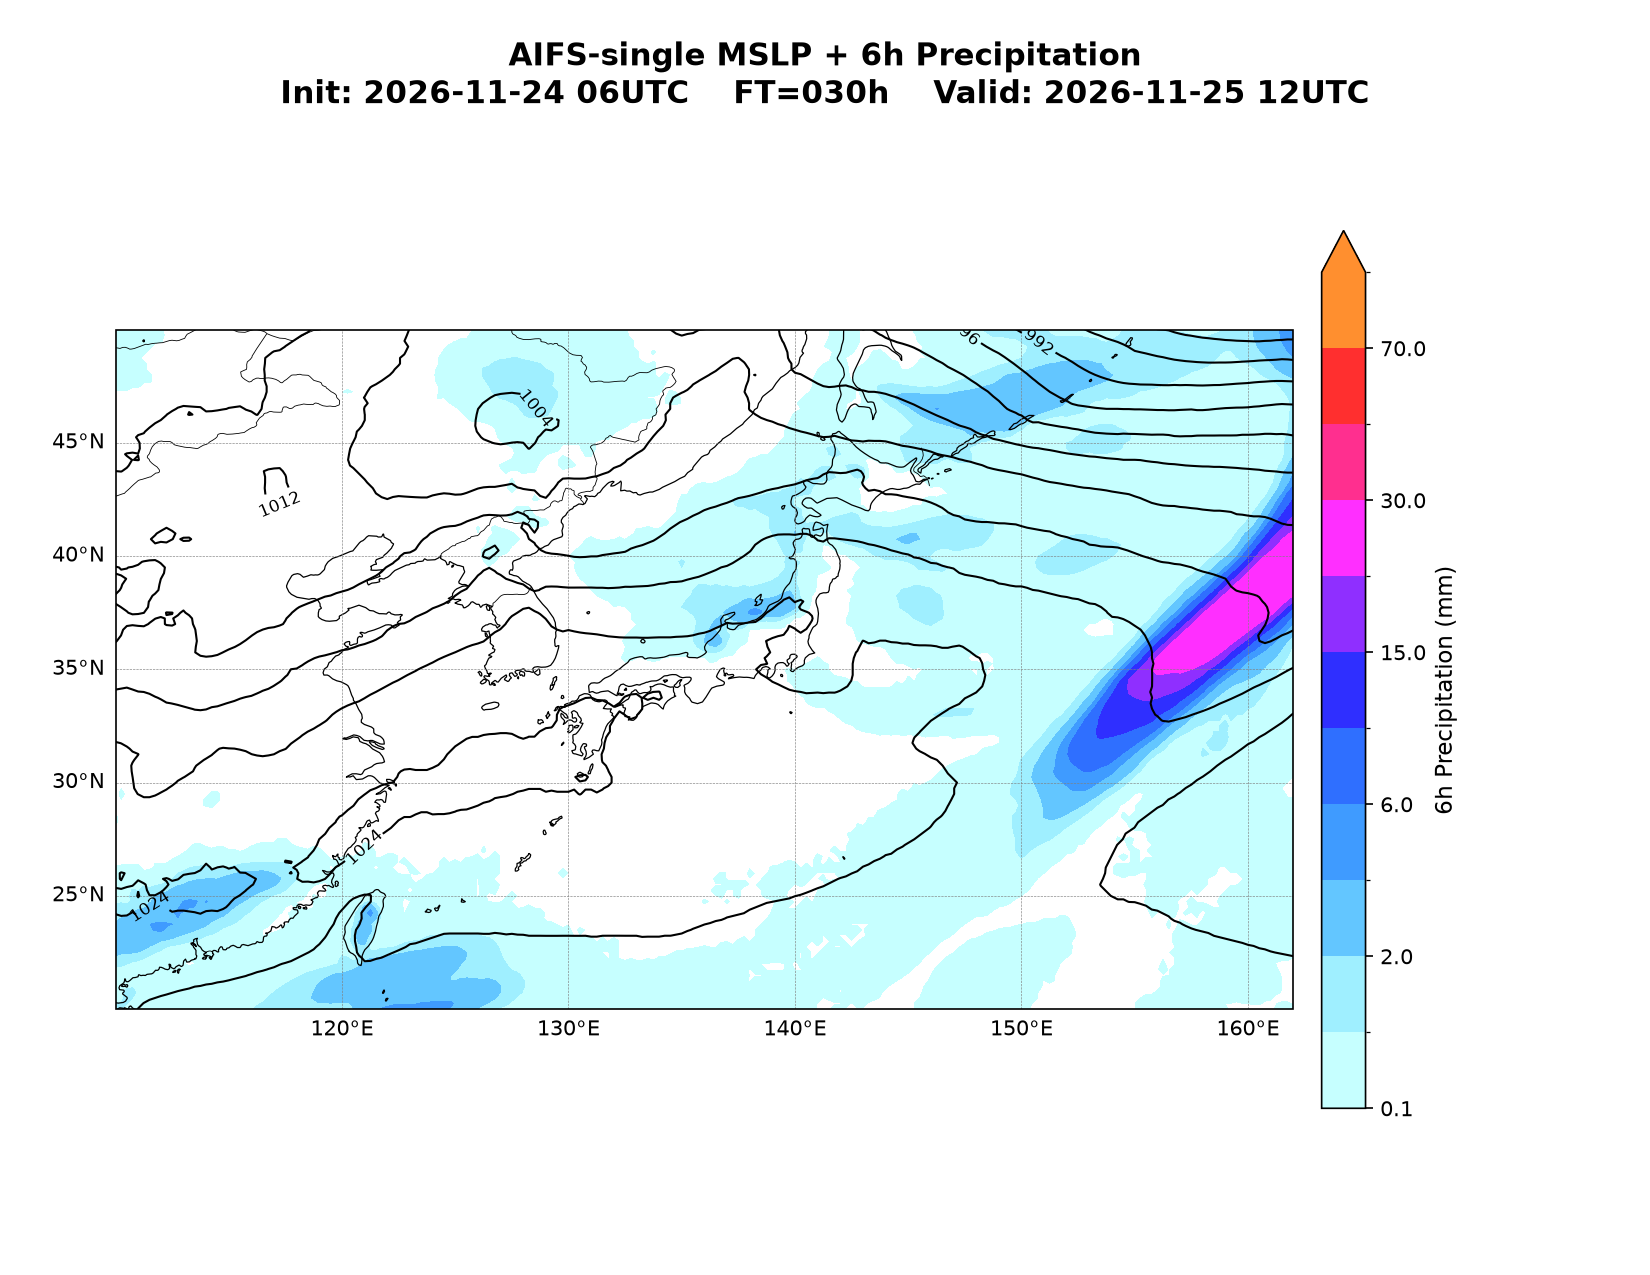 AIFS-single MSLP + 6h Precipitation
Init: 2026-11-24 06UTC    FT=030h    Valid: 2026-11-25 12UTC
96
992
1004
1012
1024
1024
45°N
40°N
35°N
30°N
25°N
120°E
130°E
140°E
150°E
160°E
70.0
30.0
15.0
6.0
2.0
0.1
6h Precipitation (mm)